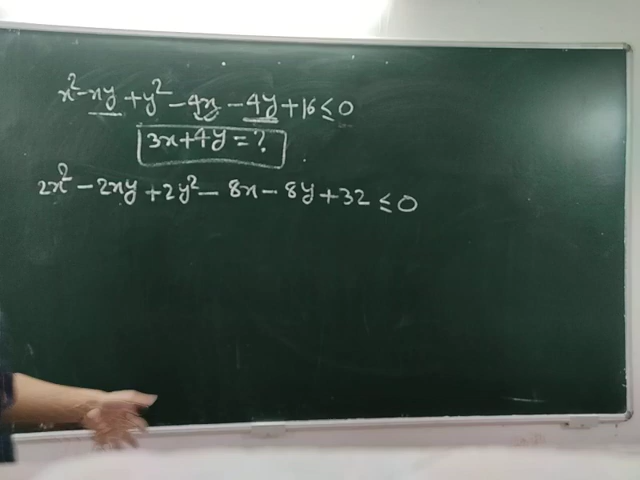 x² - xy + y² - 4x - 4y + 16 ≤ 0
3x + 4y = ?
2x² - 2xy + 2y² - 8x - 8y + 32 ≤ 0